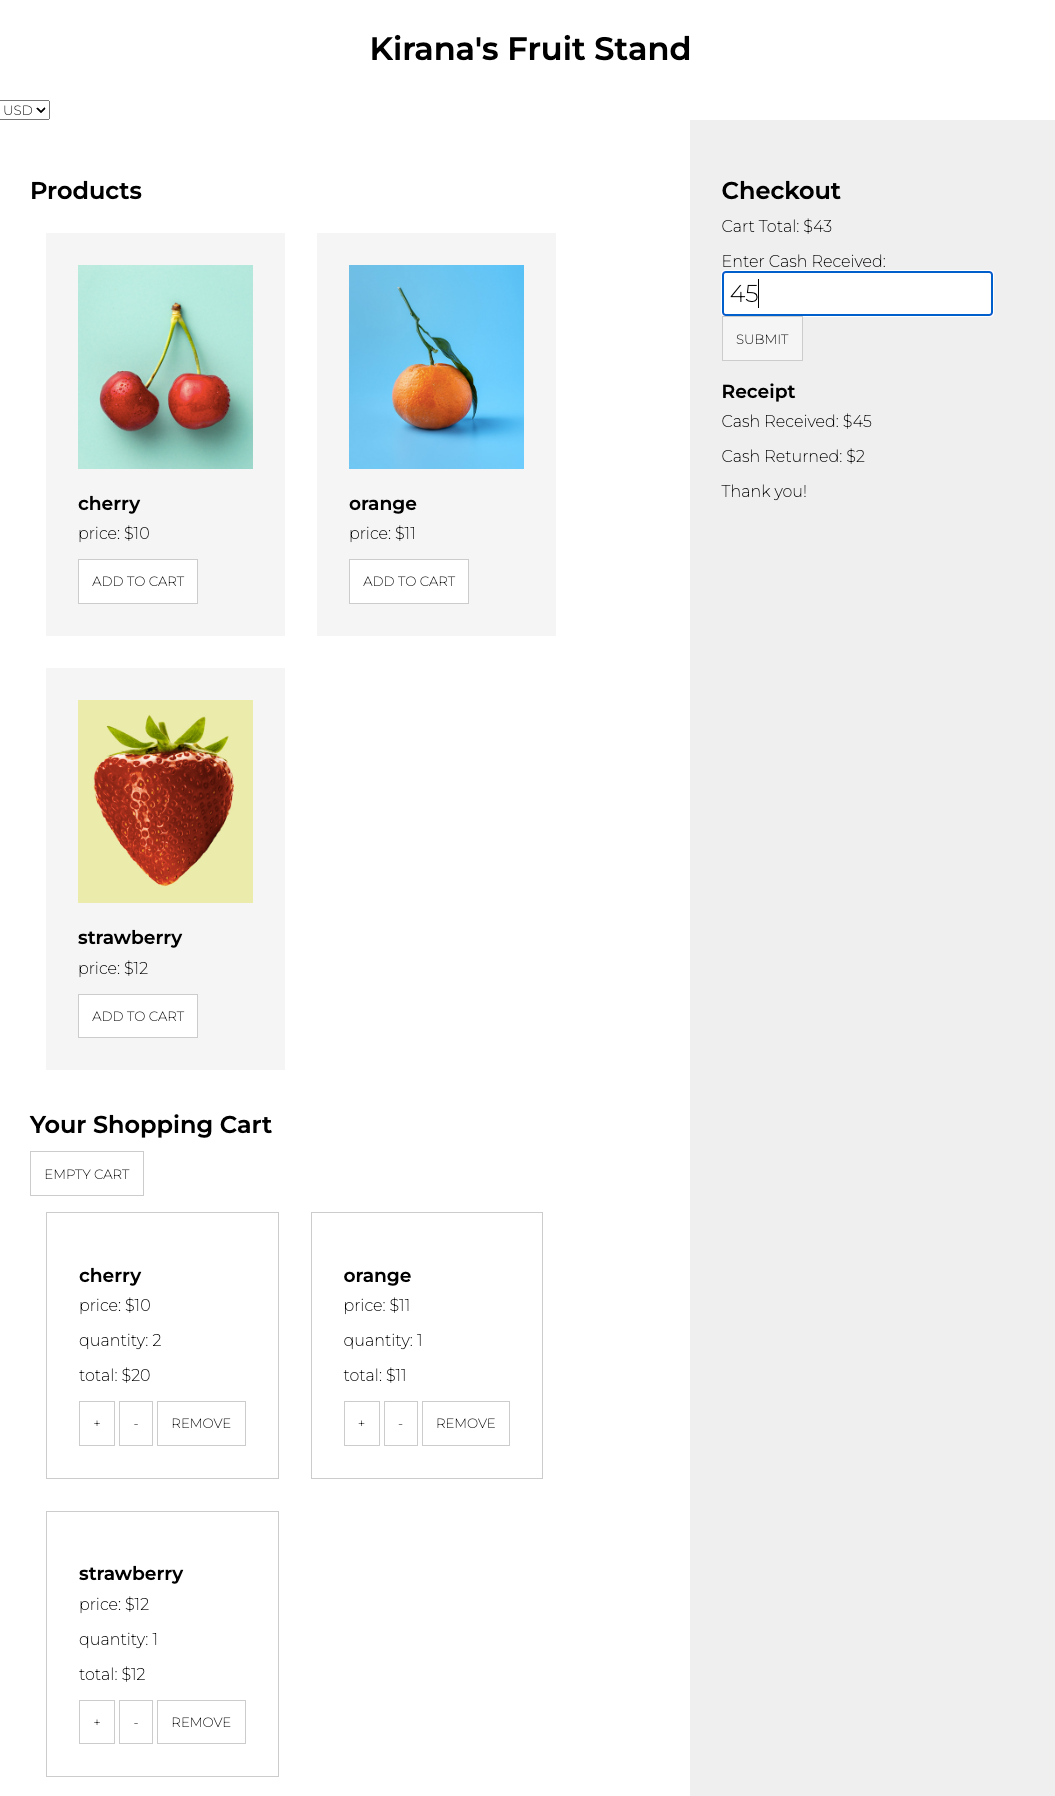 Kirana's Fruit Stand
USD
Products
cherry
price: $10
ADD TO CART
orange
price: $11
ADD TO CART
strawberry
price: $12
ADD TO CART
Your Shopping Cart
EMPTY CART
cherry
price: $10
quantity: 2
total: $20
+ - REMOVE
orange
price: $11
quantity: 1
total: $11
+ - REMOVE
strawberry
price: $12
quantity: 1
total: $12
+ - REMOVE
Checkout
Cart Total: $43
Enter Cash Received:
45
SUBMIT
Receipt
Cash Received: $45
Cash Returned: $2
Thank you!